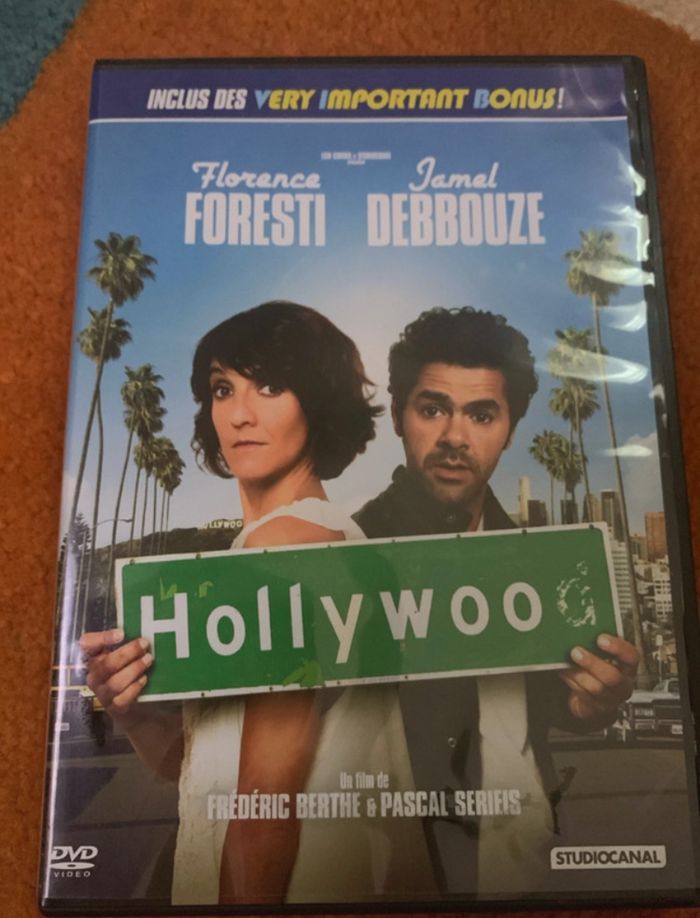 INCLUS DES VERY IMPORTANT BONUS!
Florence
FORESTI
Jamel
DEBBOUZE
HOLLYWOO
Hollywoo
Un film de
FRÉDÉRIC BERTHE & PASCAL SERIEIS
DVD
VIDEO
STUDIOCANAL